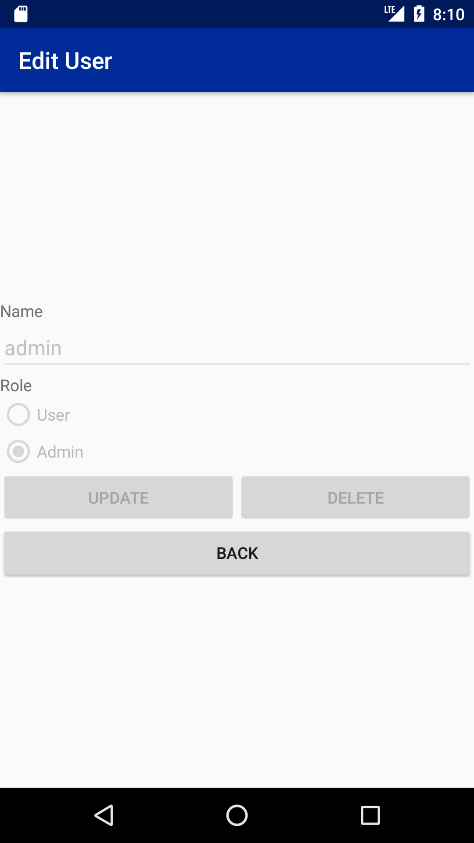 LTE 8:10
Edit User
Name
admin
Role
User
Admin
UPDATE DELETE
BACK